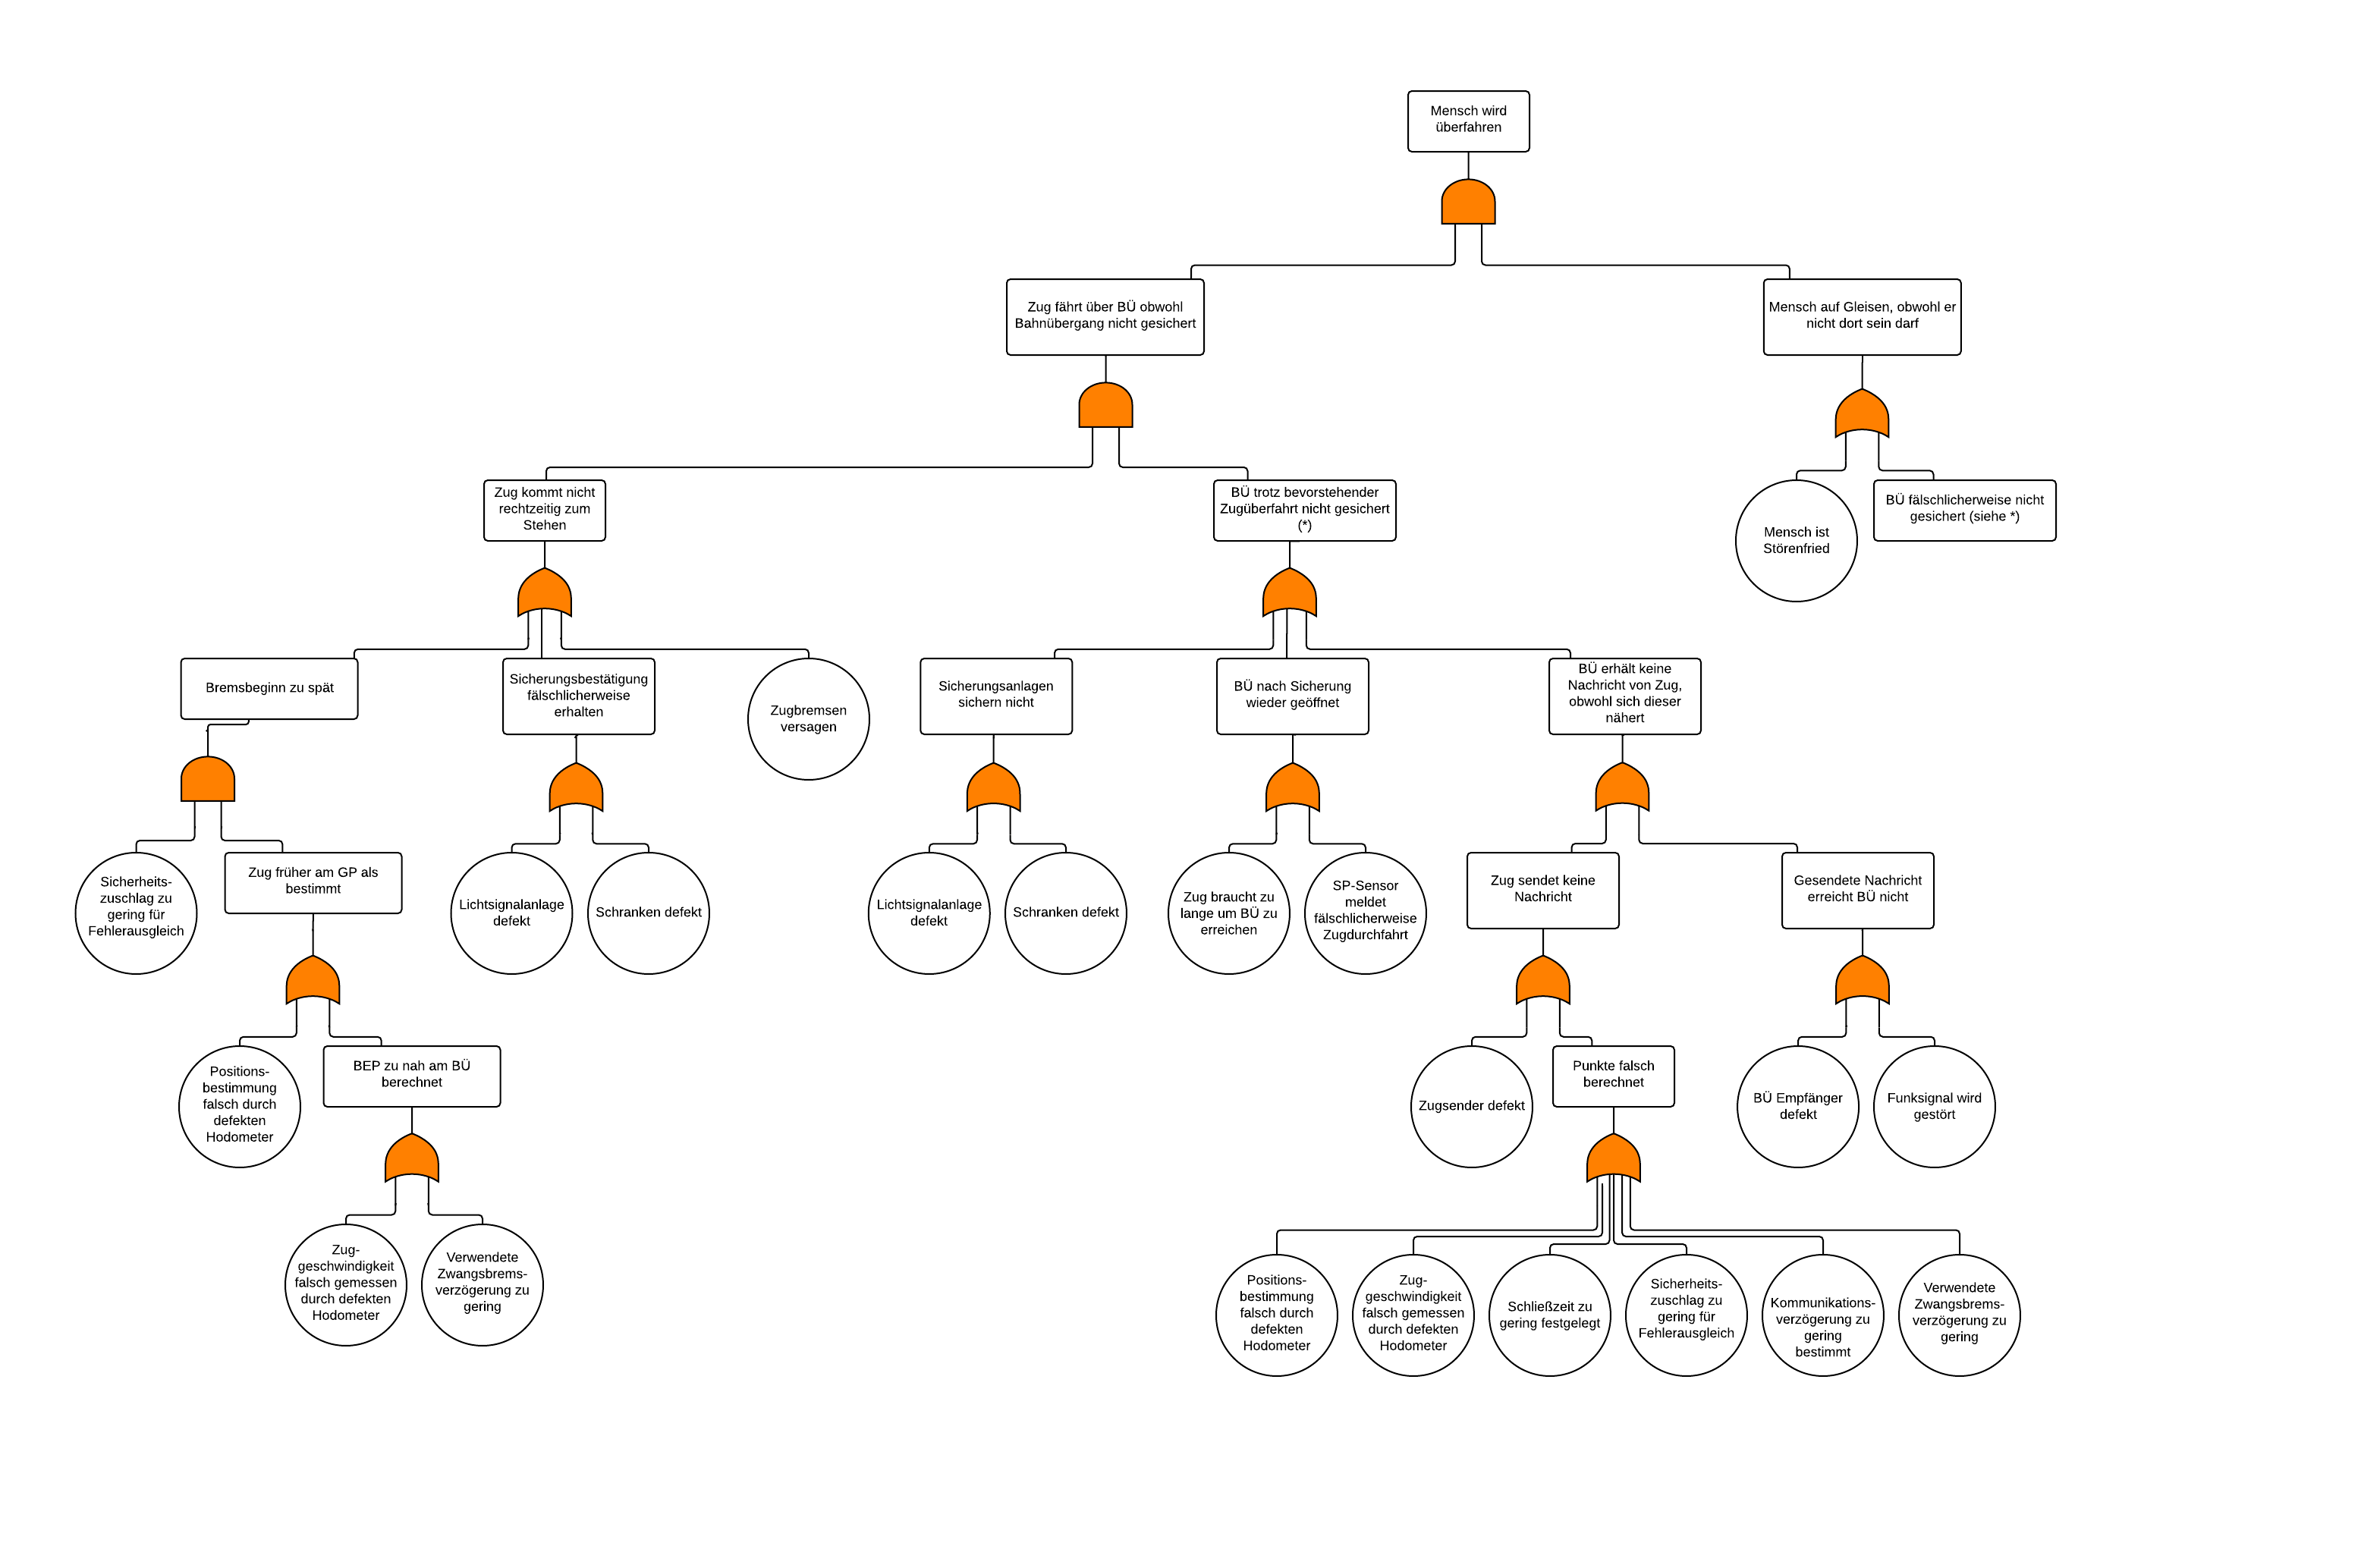 Mensch wird
überfahren
Zug fährt über BÜ obwohl
Bahnübergang nicht gesichert
Mensch auf Gleisen, obwohl er
nicht dort sein darf
Zug kommt nicht
rechtzeitig zum
Stehen
BÜ trotz bevorstehender
Zugüberfahrt nicht gesichert
(*)
Mensch ist
Störenfried
BÜ fälschlicherweise nicht
gesichert (siehe *)
Bremsbeginn zu spät
Sicherungsbestätigung
fälschlicherweise
erhalten
Zugbremsen
versagen
Sicherungsanlagen
sichern nicht
BÜ nach Sicherung
wieder geöffnet
BÜ erhält keine
Nachricht von Zug,
obwohl sich dieser
nähert
Sicherheits-
zuschlag zu
gering für
Fehlerausgleich
Zug früher am GP als
bestimmt
Lichtsignalanlage
defekt
Schranken defekt
Lichtsignalanlage
defekt
Schranken defekt
Zug braucht zu
lange um BÜ zu
erreichen
SP-Sensor
meldet
fälschlicherweise
Zugdurchfahrt
Zug sendet keine
Nachricht
Gesendete Nachricht
erreicht BÜ nicht
Positions-
bestimmung
falsch durch
defekten
Hodometer
BEP zu nah am BÜ
berechnet
Zugsender defekt
Punkte falsch
berechnet
BÜ Empfänger
defekt
Funksignal wird
gestört
Zug-
geschwindigkeit
falsch gemessen
durch defekten
Hodometer
Verwendete
Zwangsbrems-
verzögerung zu
gering
Positions-
bestimmung
falsch durch
defekten
Hodometer
Zug-
geschwindigkeit
falsch gemessen
durch defekten
Hodometer
Schließzeit zu
gering festgelegt
Sicherheits-
zuschlag zu
gering für
Fehlerausgleich
Kommunikations-
verzögerung zu
gering
bestimmt
Verwendete
Zwangsbrems-
verzögerung zu
gering